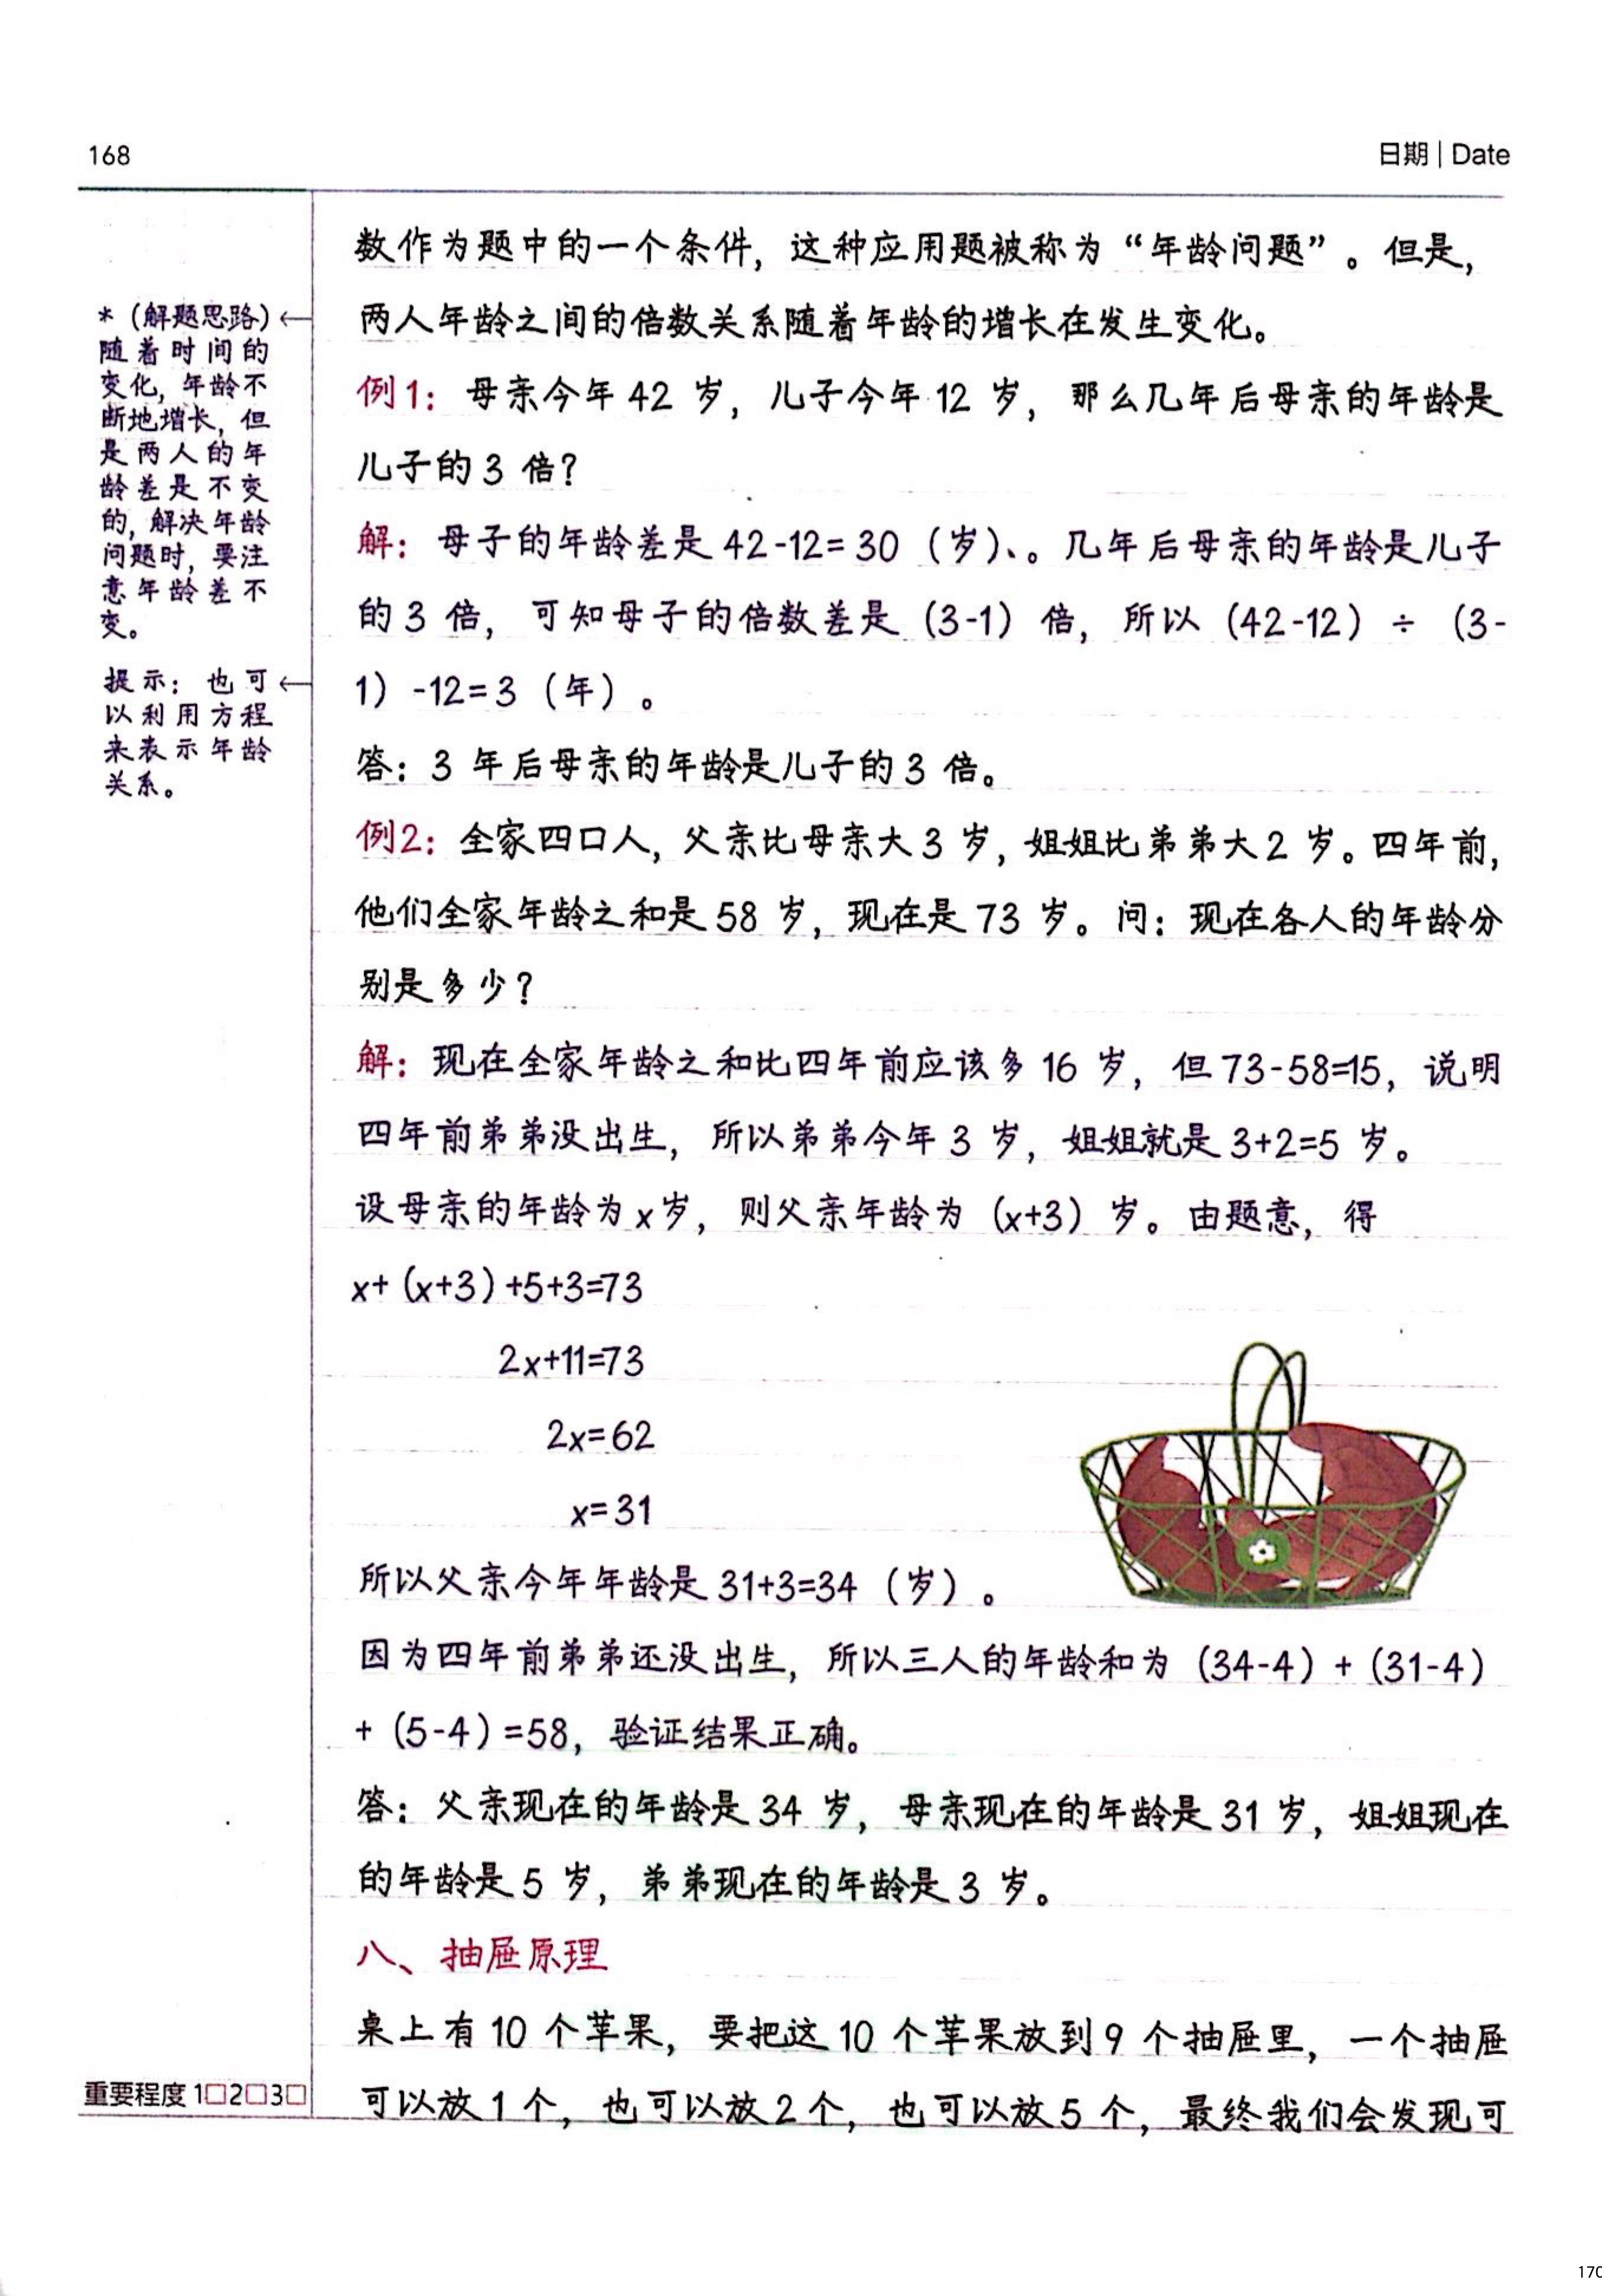 168
日期 | Date
* (解题思路)
随着时间的
变化, 年龄不
断地增长, 但
是两人的年
龄差是不变
的, 解决年龄
问题时, 要注
意年龄差不
变。
提示: 也可
以利用方程
来表示年龄
关系。
数作为题中的一个条件, 这种应用题被称为“年龄问题”。但是,
两人年龄之间的倍数关系随着年龄的增长在发生变化。
例1: 母亲今年42岁, 儿子今年12岁, 那么几年后母亲的年龄是
儿子的3倍?
解: 母子的年龄差是42-12=30 (岁)、。几年后母亲的年龄是儿子
的3倍, 可知母子的倍数差是 (3-1) 倍, 所以 (42-12) ÷ (3-
1) -12=3 (年) 。
答: 3年后母亲的年龄是儿子的3倍。
例2: 全家四口人, 父亲比母亲大3岁, 姐姐比弟弟大2岁。四年前,
他们全家年龄之和是58岁, 现在是73岁。问: 现在各人的年龄分
别是多少?
解: 现在全家年龄之和比四年前应该多16岁, 但73-58=15, 说明
四年前弟弟没出生, 所以弟弟今年3岁, 姐姐就是3+2=5岁。
设母亲的年龄为x岁, 则父亲年龄为 (x+3) 岁。由题意, 得
x+ (x+3) +5+3=73
2x+11=73
2x=62
x=31
所以父亲今年年龄是31+3=34 (岁) 。
因为四年前弟弟还没出生, 所以三人的年龄和为 (34-4) + (31-4)
+ (5-4) =58, 验证结果正确。
答: 父亲现在的年龄是34岁, 母亲现在的年龄是31岁, 姐姐现在
的年龄是5岁, 弟弟现在的年龄是3岁。
八、抽屉原理
桌上有10个苹果, 要把这10个苹果放到9个抽屉里, 一个抽屉
可以放1个, 也可以放2个, 也可以放5个, 最终我们会发现可
重要程度 1□2□3□
170